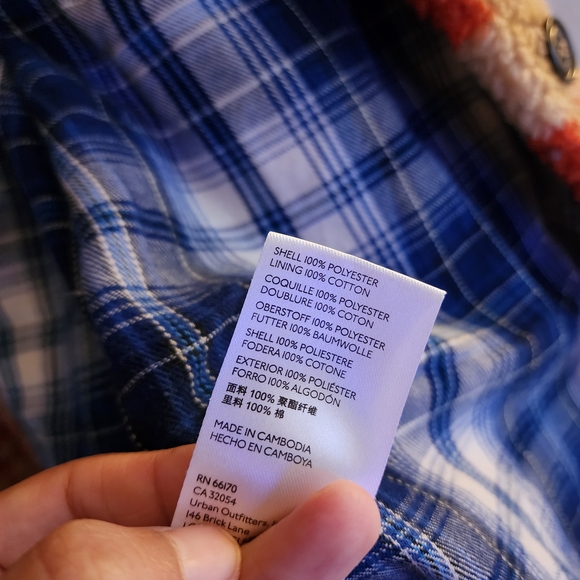 SHELL 100% POLYESTER
LINING 100% COTTON
COQUILLE 100% POLYESTER
DOUBLURE 100% COTON
OBERSTOFF 100% POLYESTER
FUTTER 100% BAUMWOLLE
SHELL 100% POLIESTERE
FODERA 100% COTONE
EXTERIOR 100% POLIÉSTER
FORRO 100% ALGODÓN
面料 100% 聚酯纤维
里料 100% 棉
MADE IN CAMBODIA
HECHO EN CAMBOYA
RN 66170
CA 32054
Urban Outfitters,
146 Brick Lane